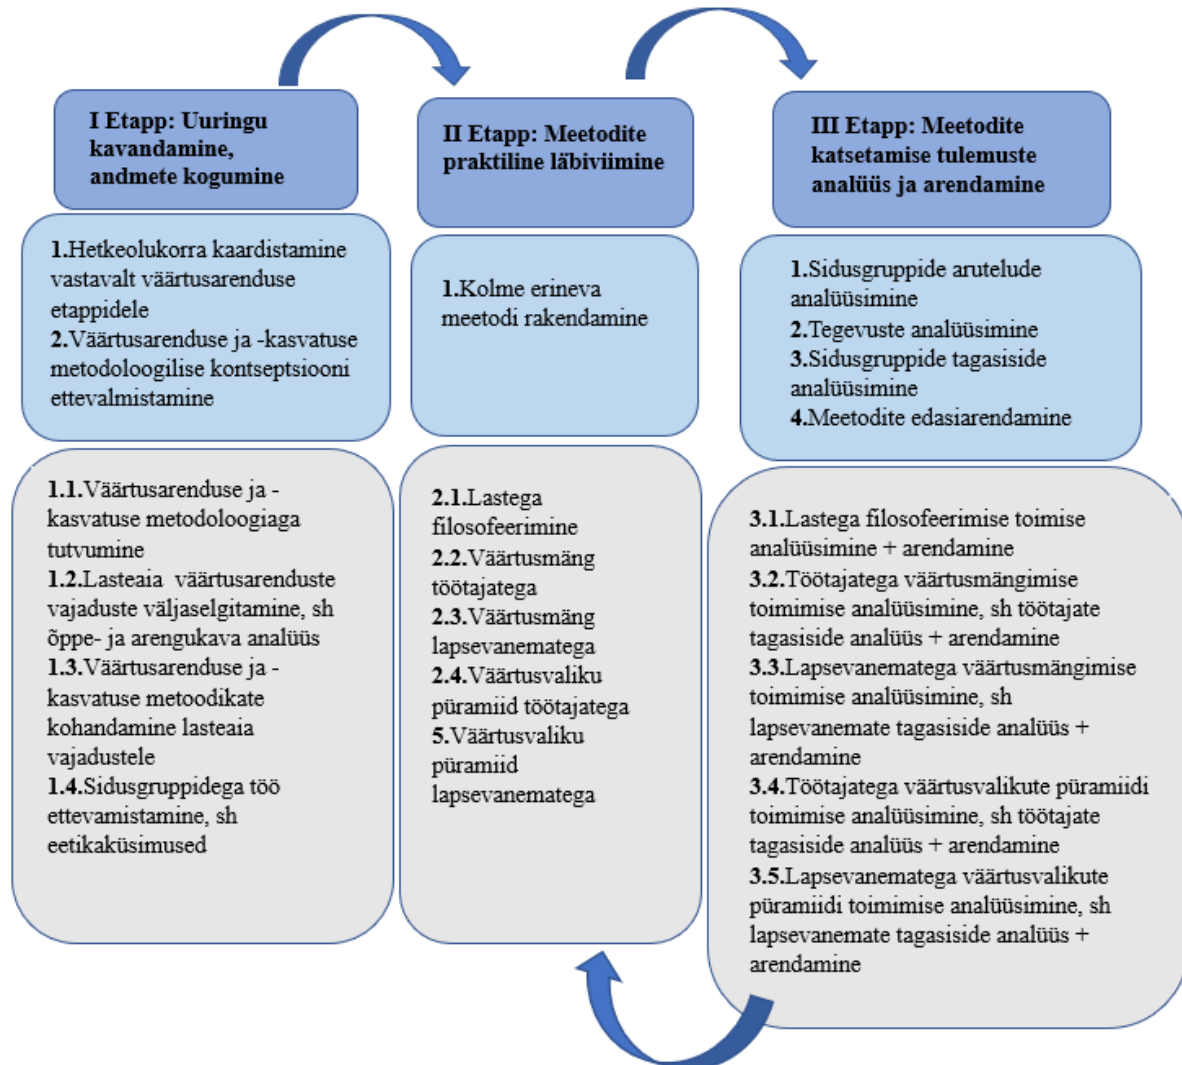 I Etapp: Uuringu
kavandamine,
andmete kogumine
1.Hetkeolukorra kaardistamine
vastavalt väärtusarenduse
etappidele
2.Väärtusarenduse ja -kasvatuse
metodoloogilise kontseptsiooni
ettevalmistamine
1.1.Väärtusarenduse ja -
kasvatuse metodoloogiaga
tutvumine
1.2.Lasteaia väärtusarenduste
vajaduste väljaselgitamine, sh
õppe- ja arengukava analüüs
1.3.Väärtusarenduse ja -
kasvatuse metoodikate
kohandamine lasteaia
vajadustele
1.4.Sidusgruppidega töö
ettevamistamine, sh
eetikaküsimused
II Etapp: Meetodite
praktiline läbiviimine
1.Kolme erineva
meetodi rakendamine
2.1.Lastega
filosofeerimine
2.2.Väärtusmäng
töötajatega
2.3.Väärtusmäng
lapsevanematega
2.4.Väärtusvaliku
püramiid töötajatega
5.Väärtusvaliku
püramiid
lapsevanematega
III Etapp: Meetodite
katsetamise tulemuste
analüüs ja arendamine
1.Sidusgruppide arutelude
analüüsimine
2.Tegevuste analüüsimine
3.Sidusgruppide tagasiside
analüüsimine
4.Meetodite edasiarendamine
3.1.Lastega filosofeerimise toimise
analüüsimine + arendamine
3.2.Töötajatega väärtusmängimise
toimimise analüüsimine, sh töötajate
tagasiside analüüs + arendamine
3.3.Lapsevanematega väärtusmängimise
toimimise analüüsimine, sh
lapsevanemate tagasiside analüüs +
arendamine
3.4.Töötajatega väärtusvalikute püramiidi
toimimise analüüsimine, sh töötajate
tagasiside analüüs + arendamine
3.5.Lapsevanematega väärtusvalikute
püramiidi toimimise analüüsimine, sh
lapsevanemate tagasiside analüüs +
arendamine